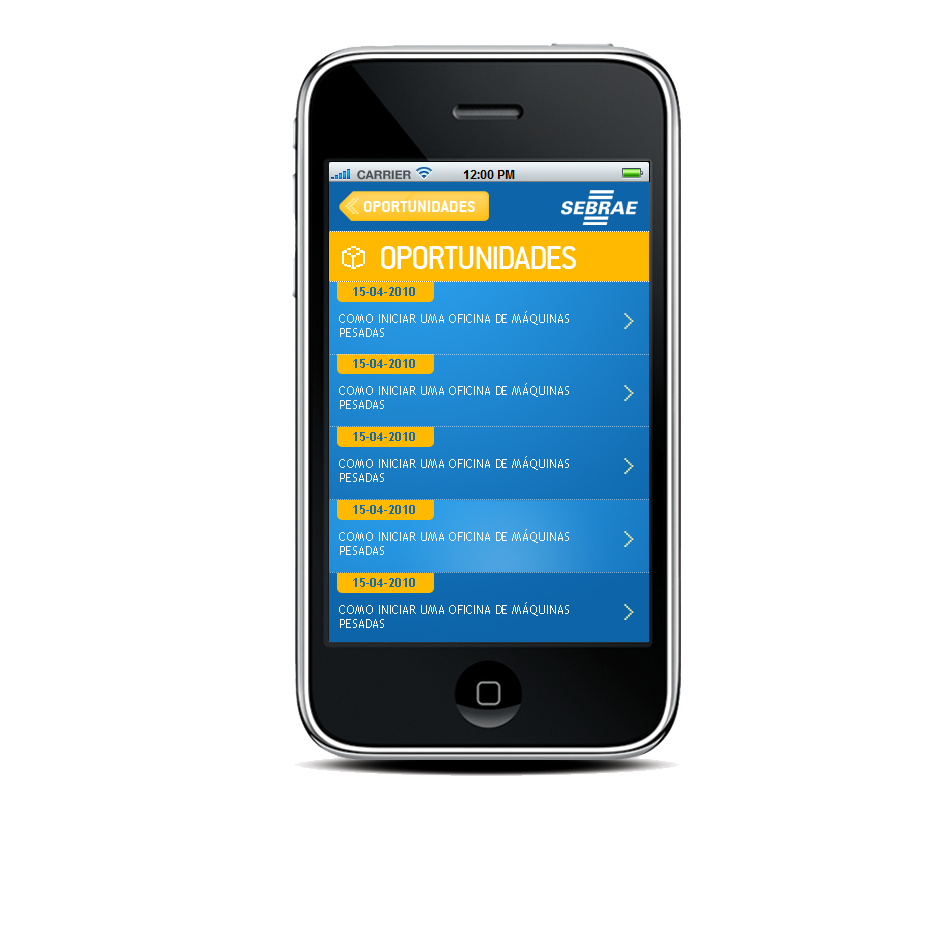 CARRIER 12:00 PM
OPORTUNIDADES SEBRAE
OPORTUNIDADES
15-04-2010
COMO INICIAR UMA OFICINA DE MÁQUINAS
PESADAS
15-04-2010
COMO INICIAR UMA OFICINA DE MÁQUINAS
PESADAS
15-04-2010
COMO INICIAR UMA OFICINA DE MÁQUINAS
PESADAS
15-04-2010
COMO INICIAR UMA OFICINA DE MÁQUINAS
PESADAS
15-04-2010
COMO INICIAR UMA OFICINA DE MÁQUINAS
PESADAS